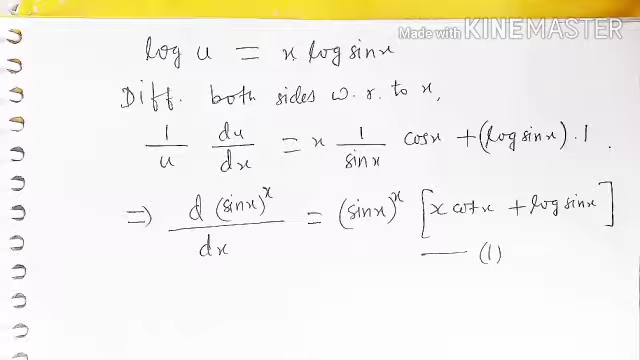 Made with KINEMASTER
log u = x log sinx
Diff. both sides w.r. to x,
1/u du/dx = x 1/sinx cosx + (log sinx) . 1 .
=> d (sinx)^x / dx = (sinx)^x [x cotx + log sinx]
—— (1)